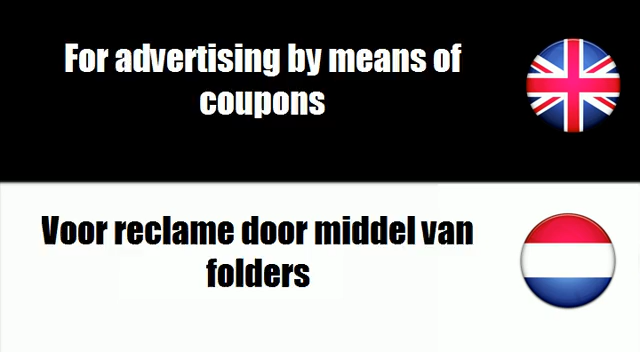 For advertising by means of
coupons
Voor reclame door middel van
folders